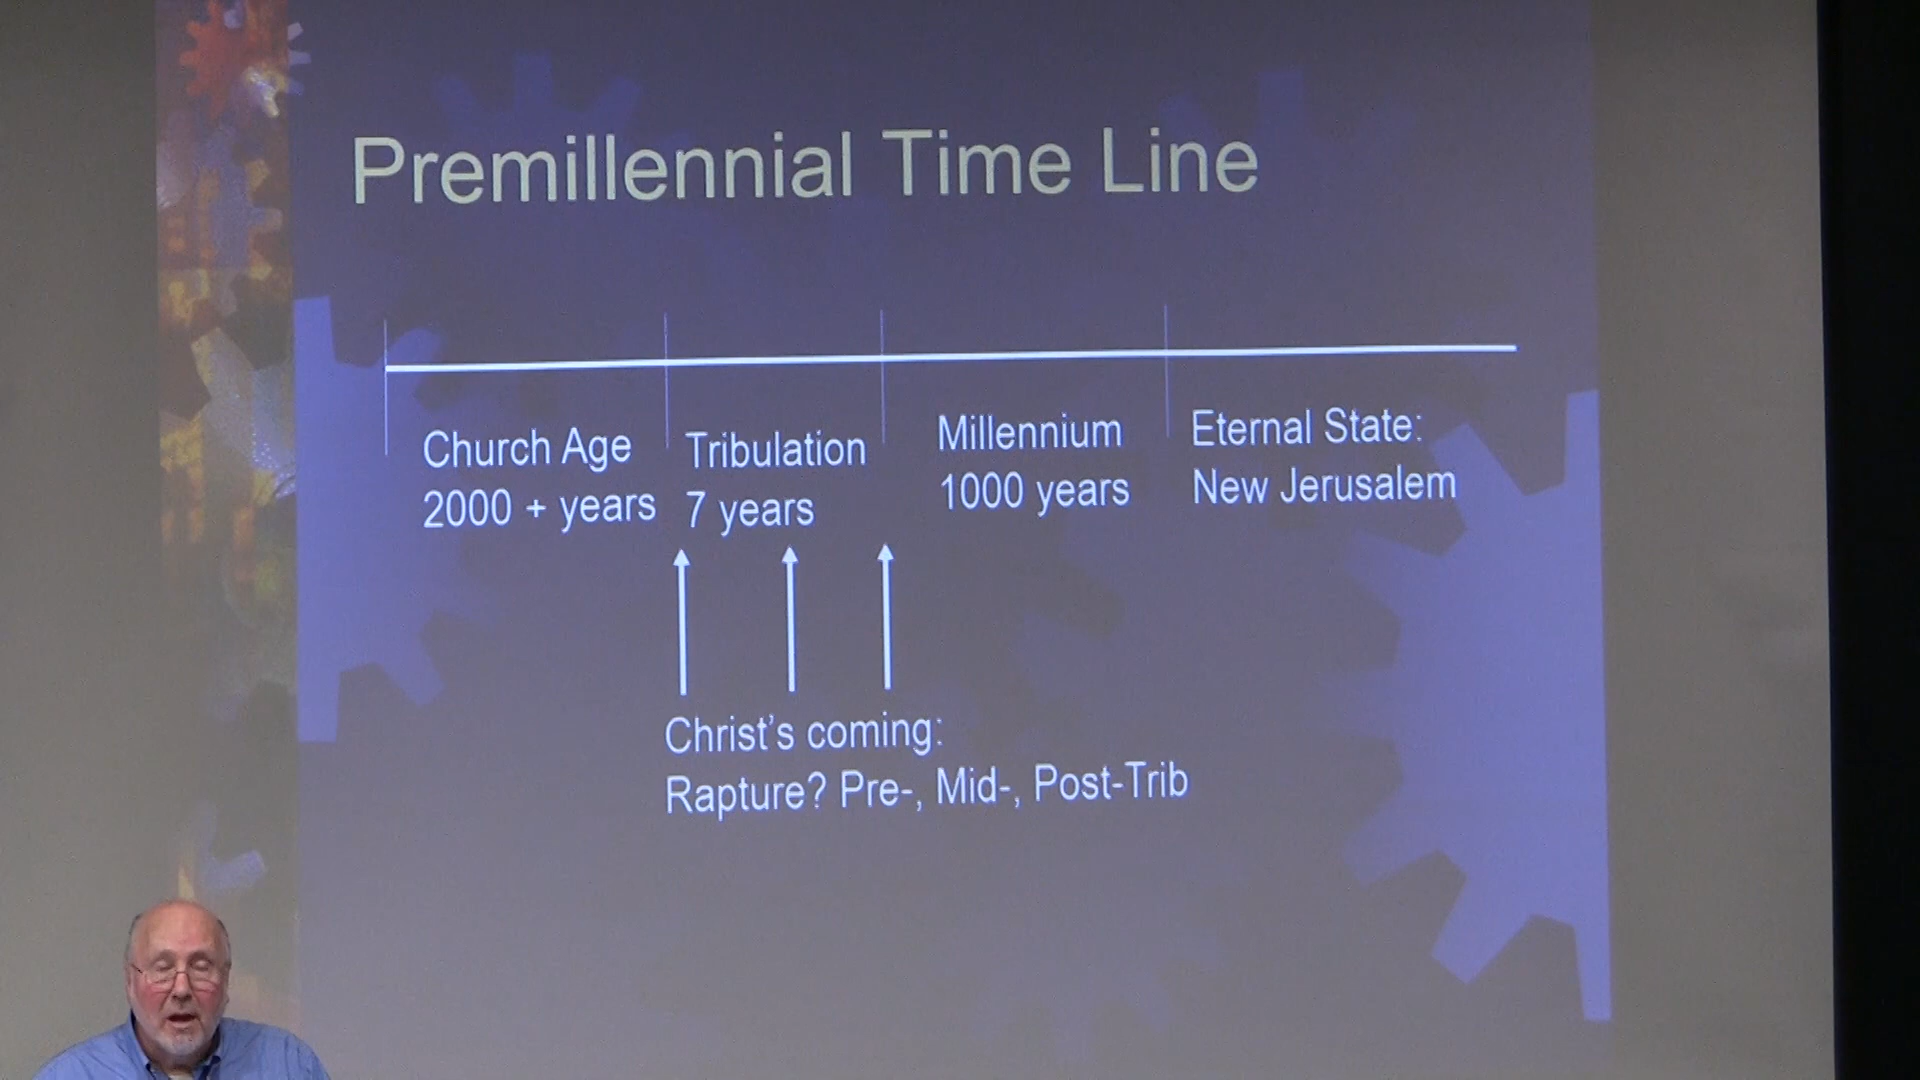 Premillennial Time Line
Church Age
2000 + years
Tribulation
7 years
Millennium
1000 years
Eternal State:
New Jerusalem
Christ's coming:
Rapture? Pre-, Mid-, Post-Trib